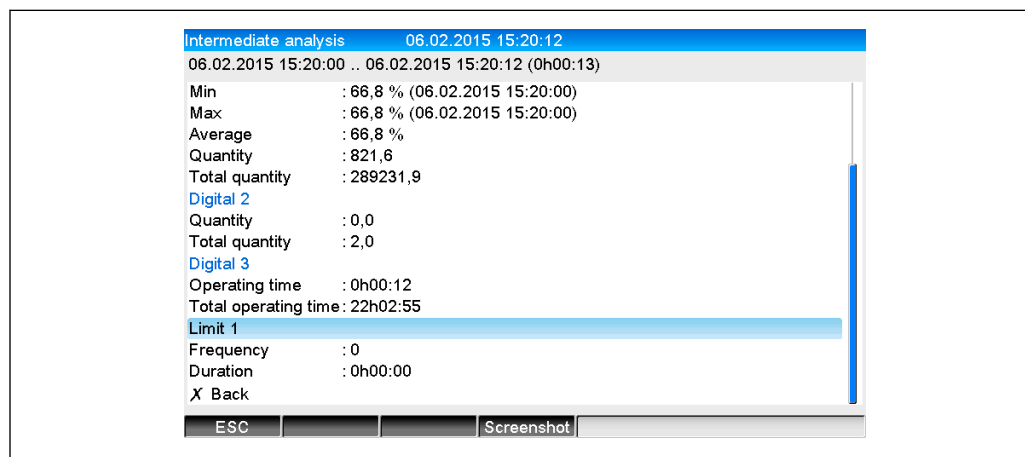 Intermediate analysis 06.02.2015 15:20:12
06.02.2015 15:20:00 .. 06.02.2015 15:20:12 (0h00:13)
Min : 66,8 % (06.02.2015 15:20:00)
Max : 66,8 % (06.02.2015 15:20:00)
Average : 66,8 %
Quantity : 821,6
Total quantity : 289231,9
Digital 2
Quantity : 0,0
Total quantity : 2,0
Digital 3
Operating time : 0h00:12
Total operating time : 22h02:55
Limit 1
Frequency : 0
Duration : 0h00:00
X Back
ESC Screenshot